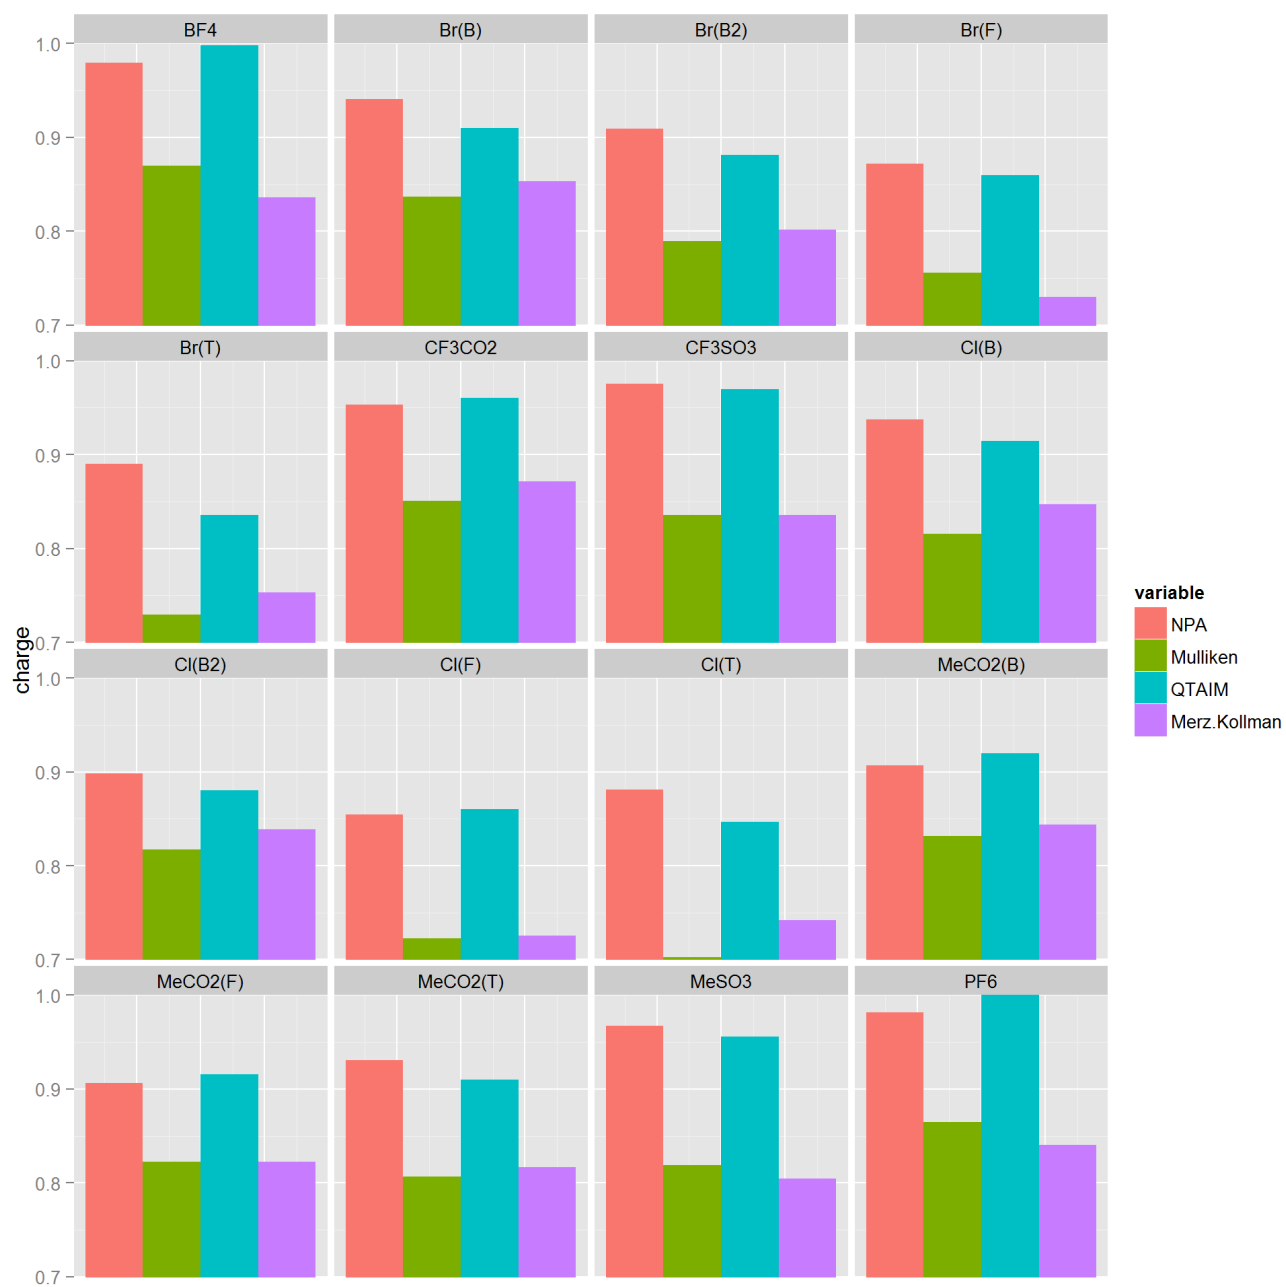 BF4 Br(B) Br(B2) Br(F)
1.0
0.9
0.8
0.7
Br(T) CF3CO2 CF3SO3 Cl(B)
1.0
0.9
0.8
0.7
charge
Cl(B2) Cl(F) Cl(T) MeCO2(B)
1.0
0.9
0.8
0.7
MeCO2(F) MeCO2(T) MeSO3 PF6
1.0
0.9
0.8
0.7
variable
NPA
Mulliken
QTAIM
Merz.Kollman